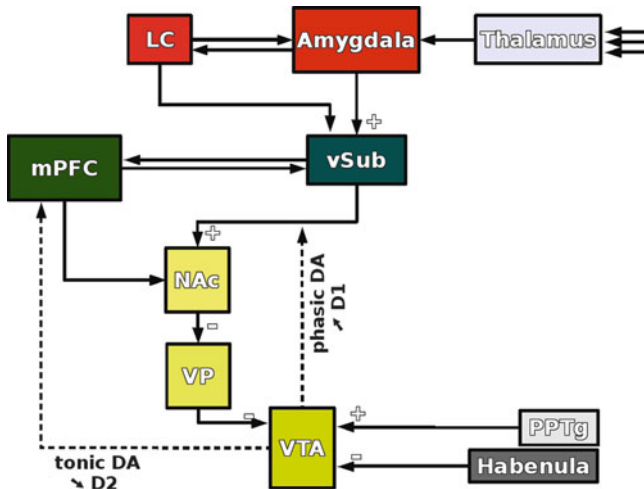 LC
Amygdala
Thalamus
+
mPFC
vSub
+
NAc
-
phasic DA
➘ D1
VP
-
+
VTA
PPTg
-
Habenula
tonic DA
➘ D2